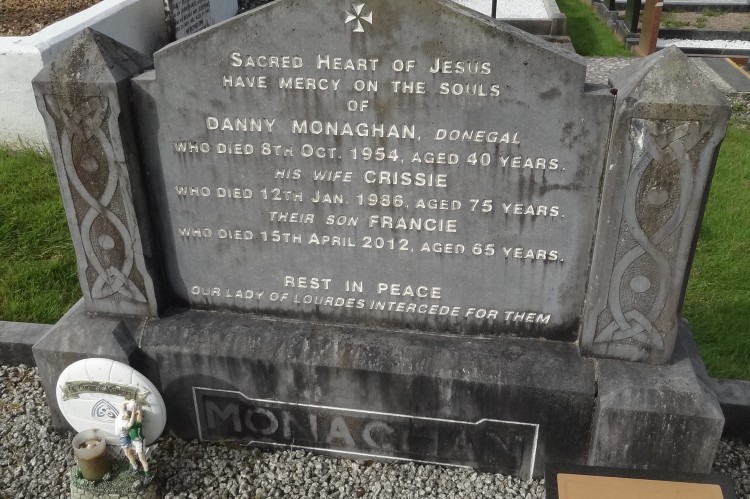 SACRED HEART OF JESUS
HAVE MERCY ON THE SOULS
OF
DANNY MONAGHAN, DONEGAL
WHO DIED 8TH OCT. 1954, AGED 40 YEARS.
HIS WIFE CRISSIE
WHO DIED 12TH JAN. 1986, AGED 75 YEARS.
THEIR SON FRANCIE
WHO DIED 15TH APRIL 2012, AGED 65 YEARS.
REST IN PEACE
OUR LADY OF LOURDES INTERCEDE FOR THEM
MONAGHAN